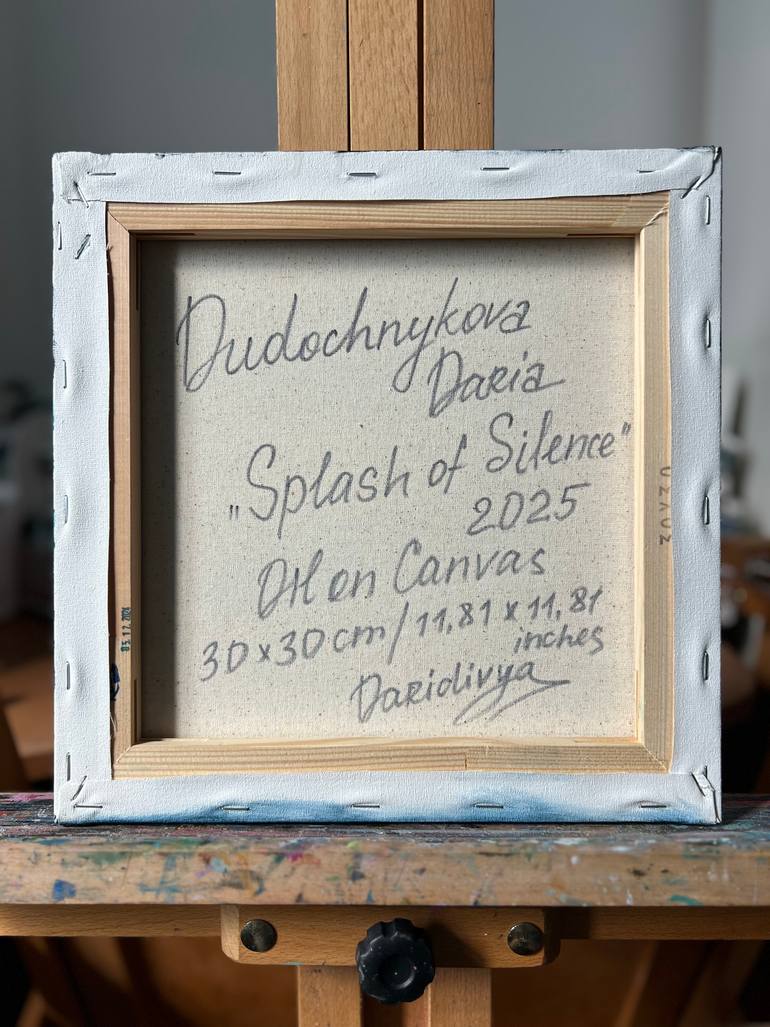 Dudochnykova
Daria
„Splash of Silence"
2025
Oil on Canvas
30x30cm/11,81 x 11,81
inches
Daridivya